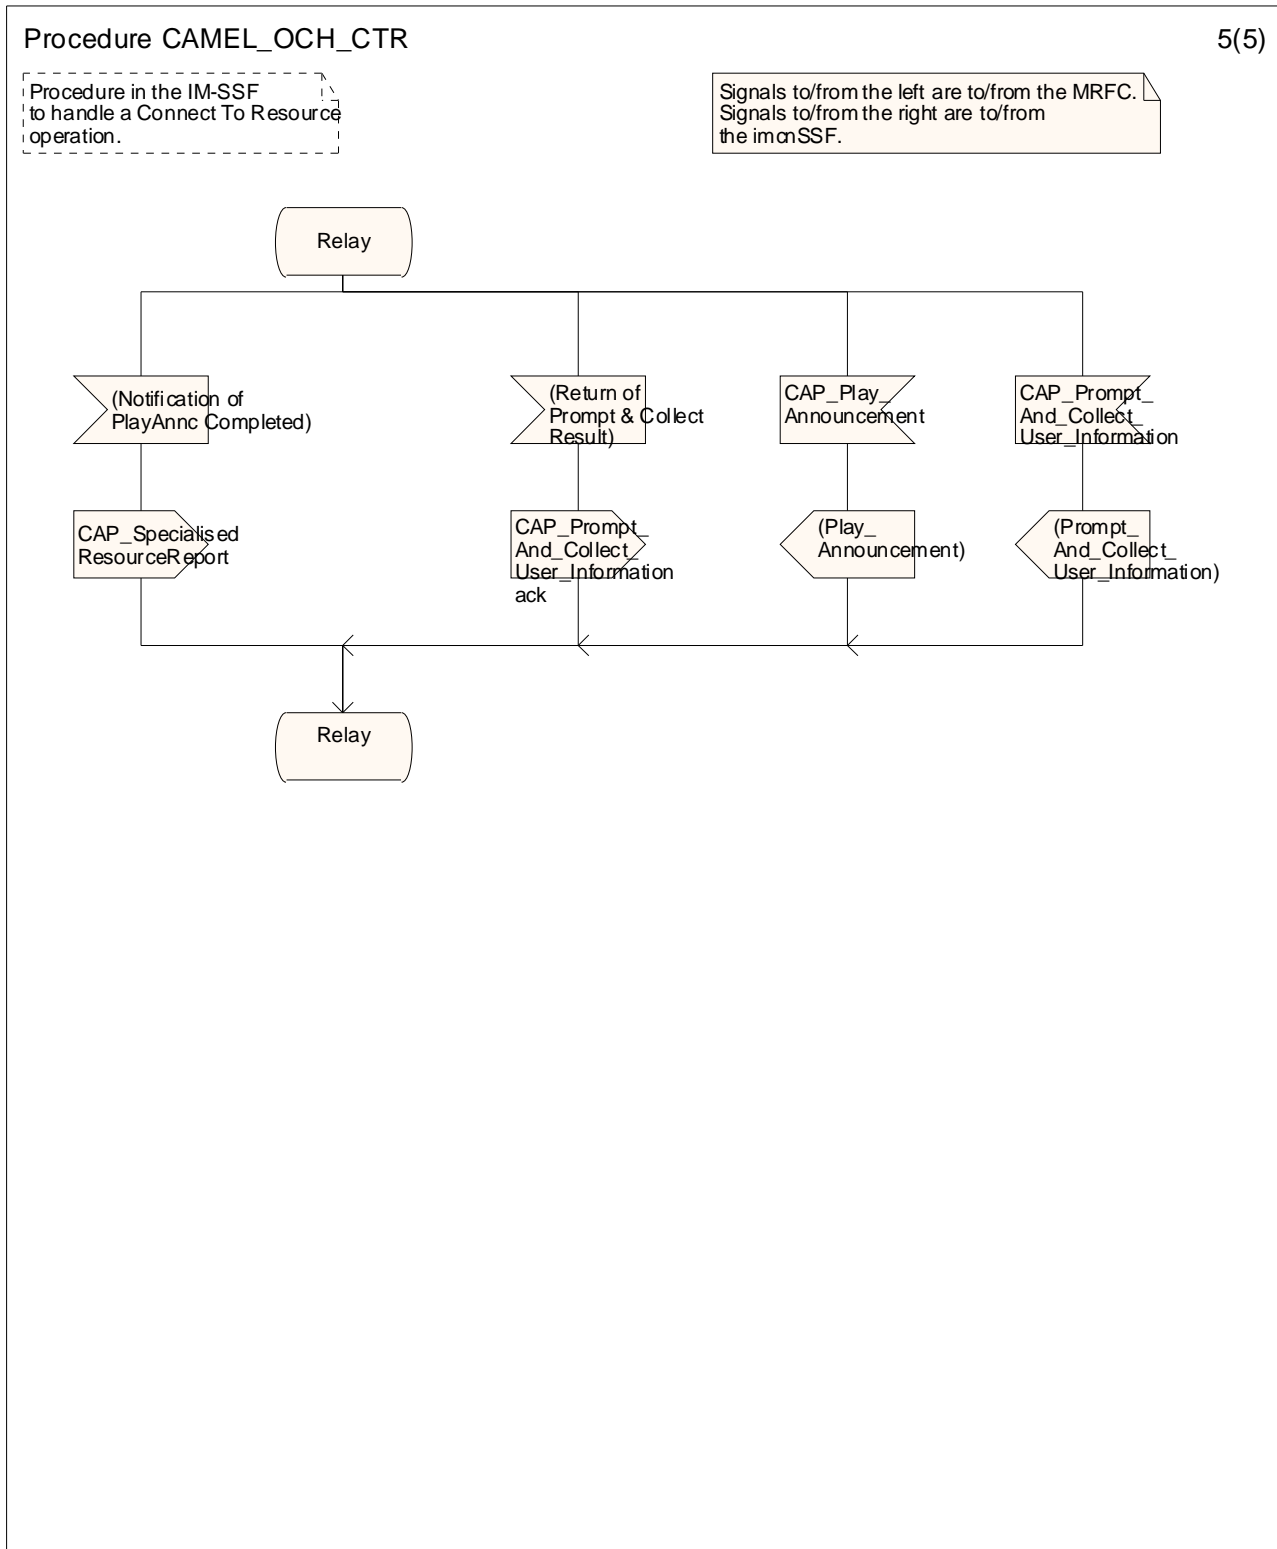 Procedure CAMEL_OCH_CTR
5(5)
Procedure in the IM-SSF
to handle a Connect To Resource
operation.
Signals to/from the left are to/from the MRFC.
Signals to/from the right are to/from
the imcnSSF.
Relay
(Notification of
PlayAnnc Completed)
(Return of
Prompt & Collect
Result)
CAP_Play_
Announcement
CAP_Prompt_
And_Collect_
User_Information
CAP_Specialised
ResourceReport
CAP_Prompt_
And_Collect_
User_Information
ack
(Play_
Announcement)
(Prompt_
And_Collect_
User_Information)
Relay